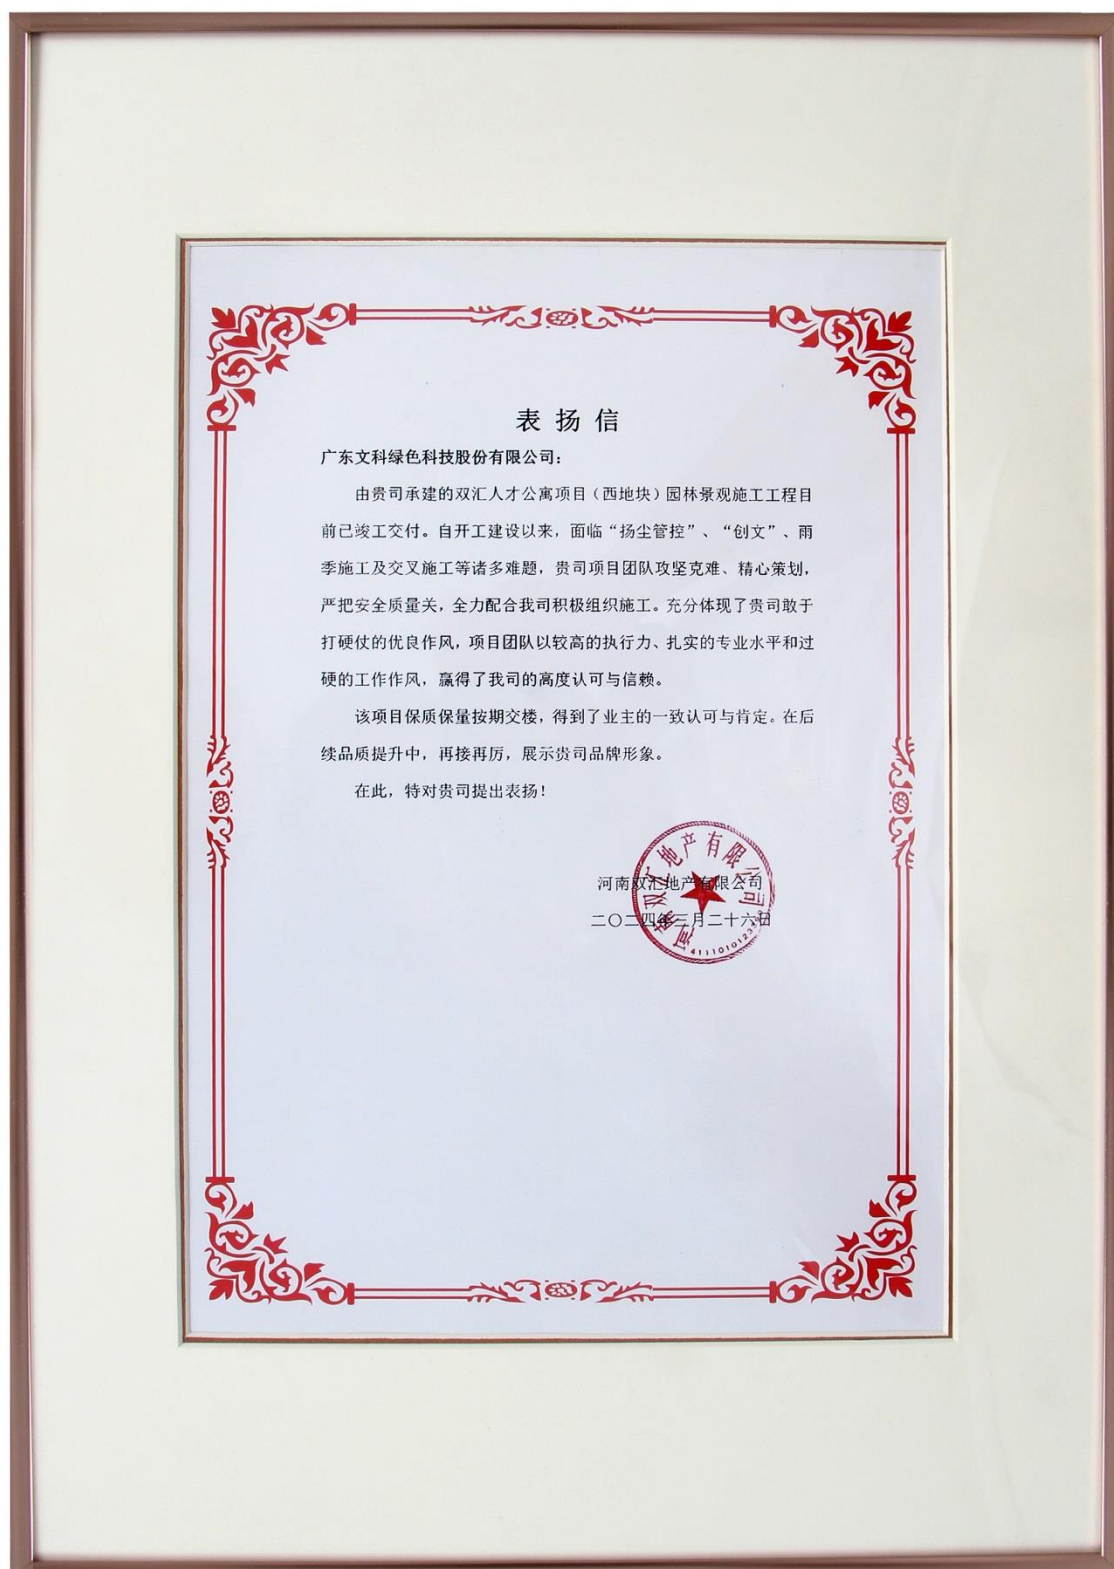 表扬信
广东文科绿色科技股份有限公司：
由贵司承建的双汇人才公寓项目（西地块）园林景观施工工程目
前已竣工交付。自开工建设以来，面临“扬尘管控”、“创文”、雨
季施工及交叉施工等诸多难题，贵司项目团队攻坚克难、精心策划，
严把安全质量关，全力配合我司积极组织施工。充分体现了贵司敢于
打硬仗的优良作风，项目团队以较高的执行力、扎实的专业水平和过
硬的工作作风，赢得了我司的高度认可与信赖。
该项目保质保量按期交楼，得到了业主的一致认可与肯定。在后
续品质提升中，再接再厉，展示贵司品牌形象。
在此，特对贵司提出表扬！
河南双汇地产有限公司
二〇二四年三月二十六日
河南双汇地产有限公司